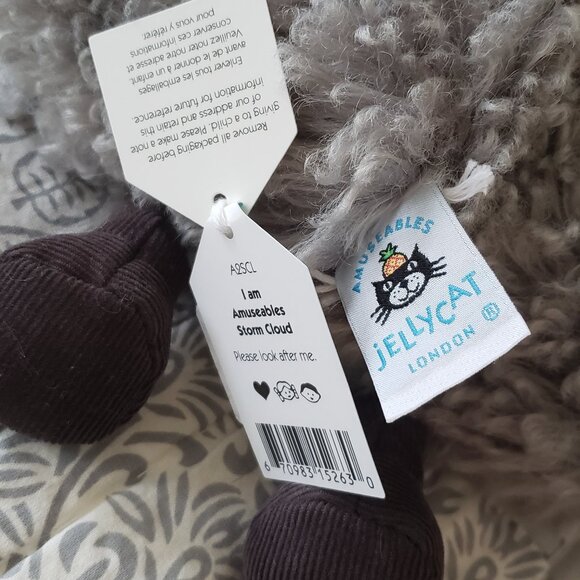 Remove all packaging before
giving to a child. Please make a note
of our address and retain this
information for future reference.
Enlever tous les emballages
avant de le donner à un enfant.
Veuillez noter notre adresse et
conserver ces informations
pour vous y référer.
A2SCL
I am
Amuseables
Storm Cloud
Please look after me.
6 70983 15263 0
AMUSEABLES
JELLYCAT
LONDON ®